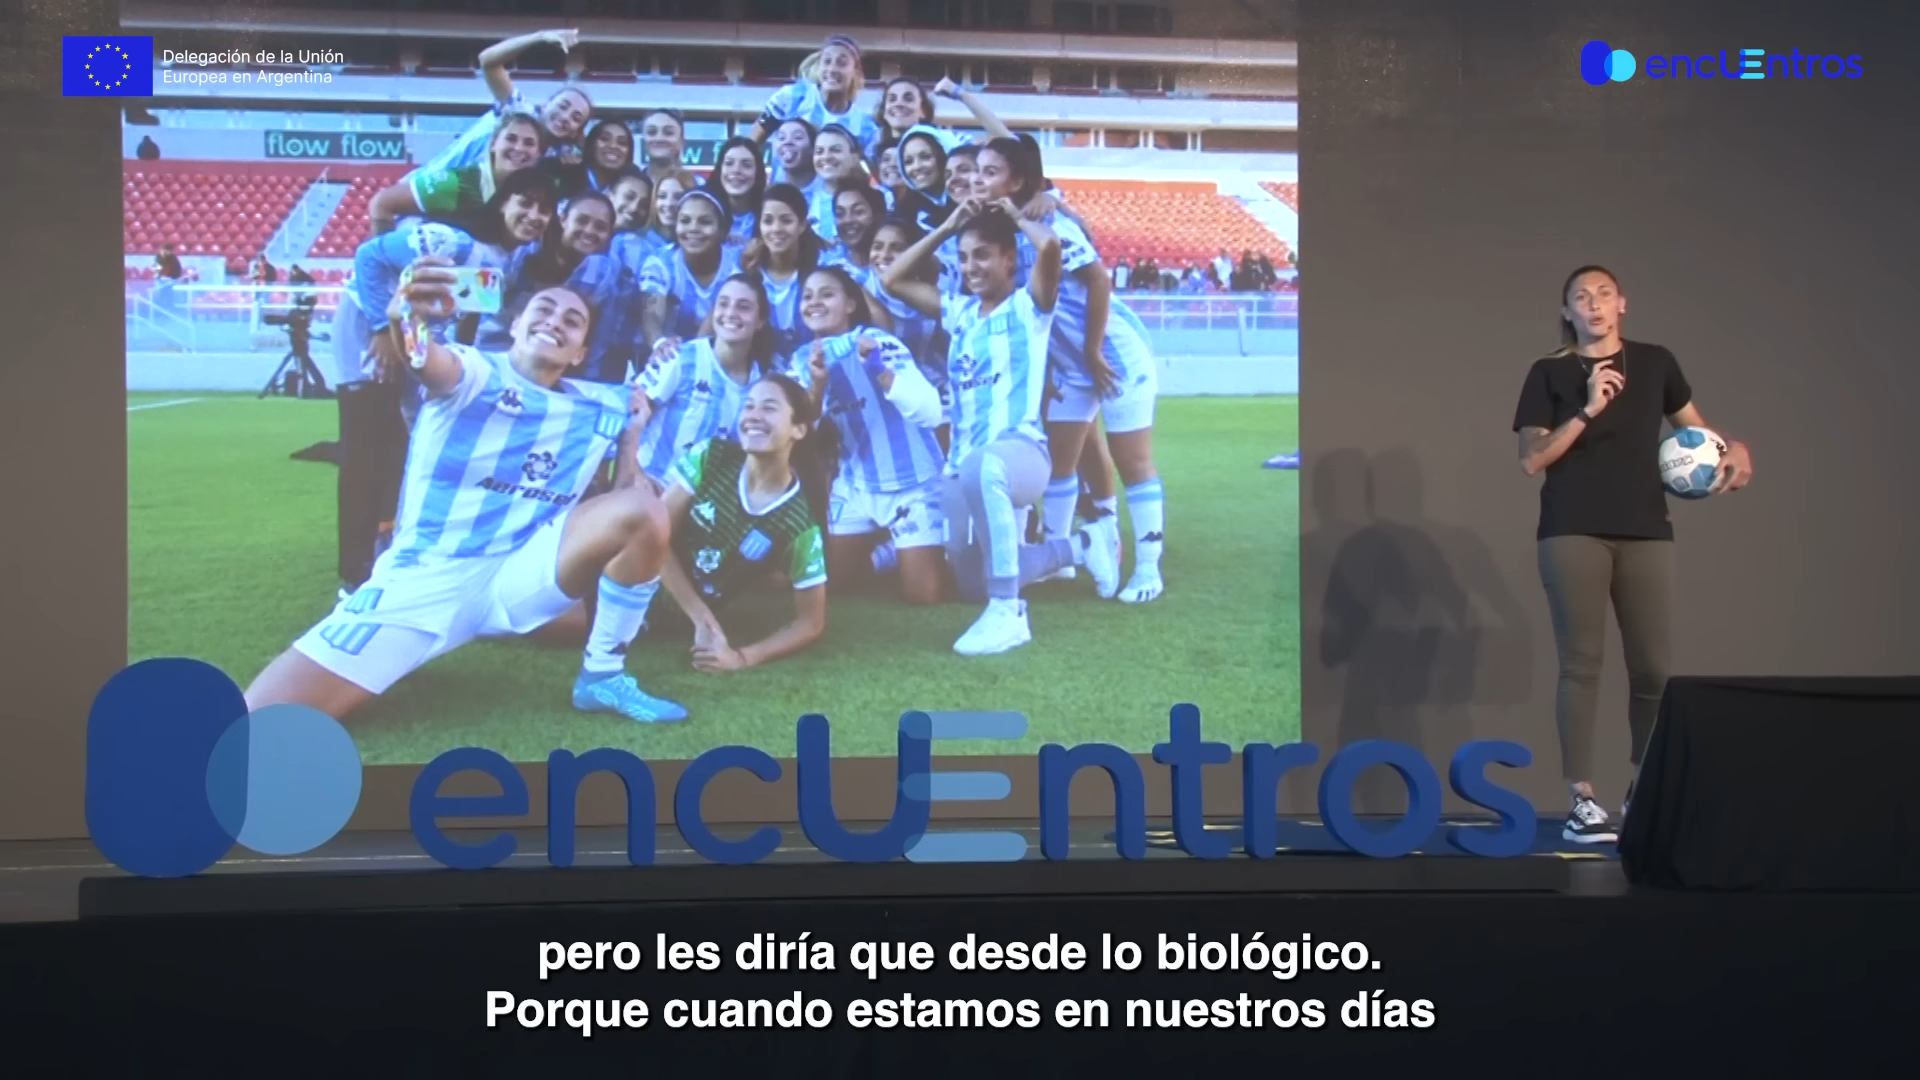 Delegación de la Unión
Europea en Argentina
encUEntros
flow flow
Aerosel
encUEntros
pero les diría que desde lo biológico.
Porque cuando estamos en nuestros días